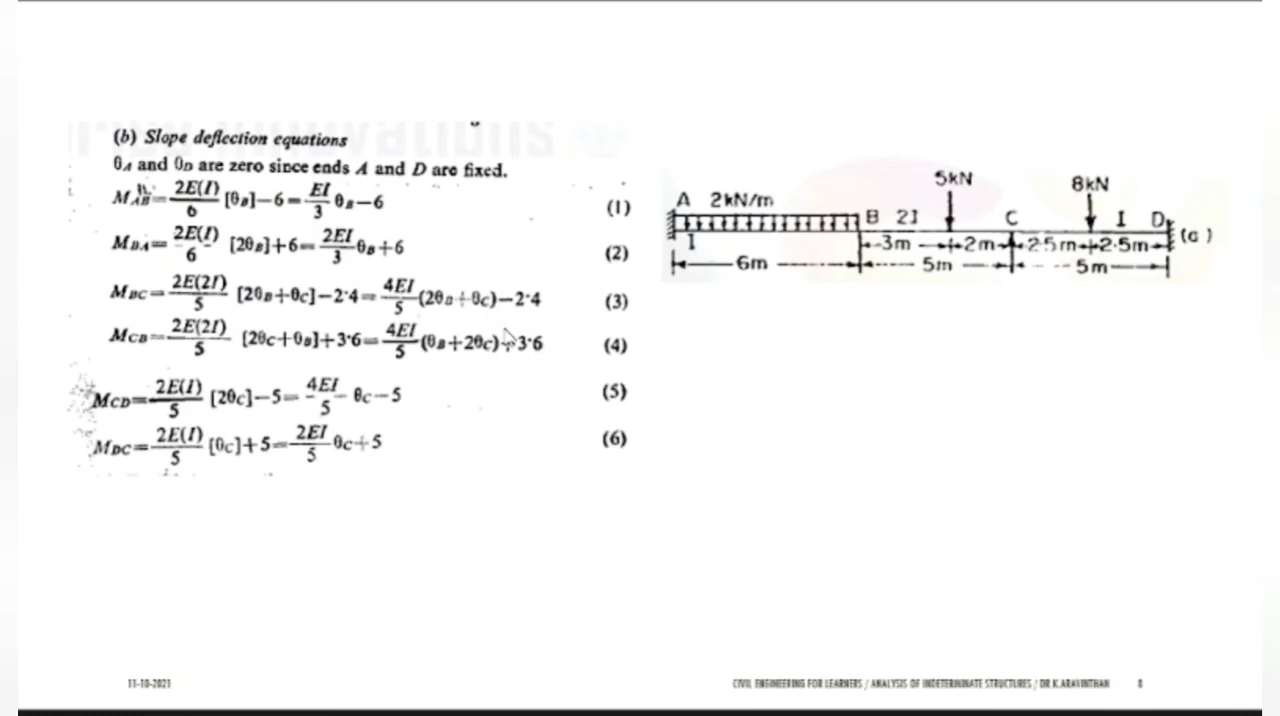 (b) Slope deflection equations
θA and θD are zero since ends A and D are fixed.
MAB = 2E(I)/6 [θB]−6 = EI/3 θB−6 (1)
MBA = 2E(I)/6 [2θB]+6 = 2EI/3 θB+6 (2)
MBC = 2E(2I)/5 [2θB+θC]−2·4 = 4EI/5 (2θB+θC)−2·4 (3)
MCB = 2E(2I)/5 [2θC+θB]+3·6 = 4EI/5 (θB+2θC)+3·6 (4)
MCD = 2E(I)/5 [2θC]−5 = 4EI/5 θC−5 (5)
MDC = 2E(I)/5 [θC]+5 = 2EI/5 θC+5 (6)
5kN 8kN
A 2kN/m B 2I C I D
I 3m 2m 2·5m 2·5m
6m 5m 5m
11-10-2021
CIVIL ENGINEERING FOR LEARNERS / ANALYSIS OF INDETERMINATE STRUCTURES / DR K.ARAVINTHAN 8